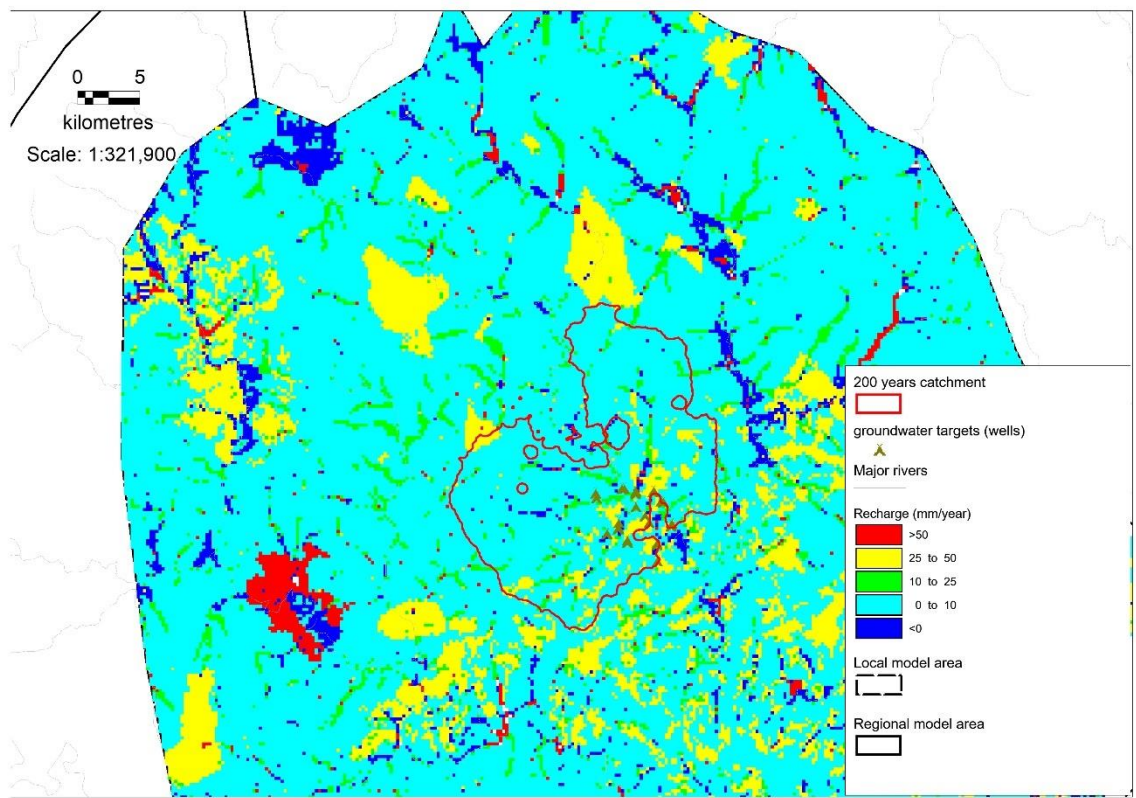 0 5
kilometres
Scale: 1:321,900
200 years catchment
groundwater targets (wells)
Major rivers
Recharge (mm/year)
>50
25 to 50
10 to 25
0 to 10
<0
Local model area
Regional model area